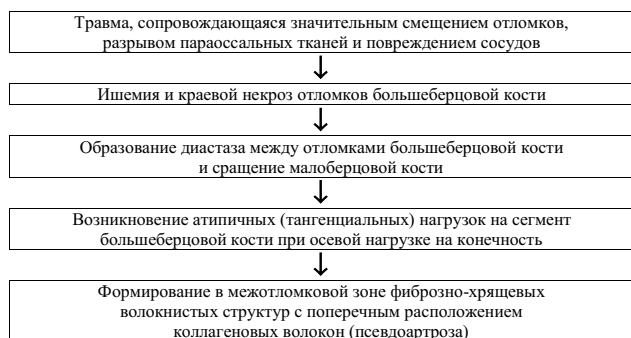 Травма, сопровождающаяся значительным смещением отломков,
разрывом параоссальных тканей и повреждением сосудов
Ишемия и краевой некроз отломков большеберцовой кости
Образование диастаза между отломками большеберцовой кости
и сращение малоберцовой кости
Возникновение атипичных (тангенциальных) нагрузок на сегмент
большеберцовой кости при осевой нагрузке на конечность
Формирование в межотломковой зоне фиброзно-хрящевых
волокнистых структур с поперечным расположением
коллагеновых волокон (псевдоартроза)